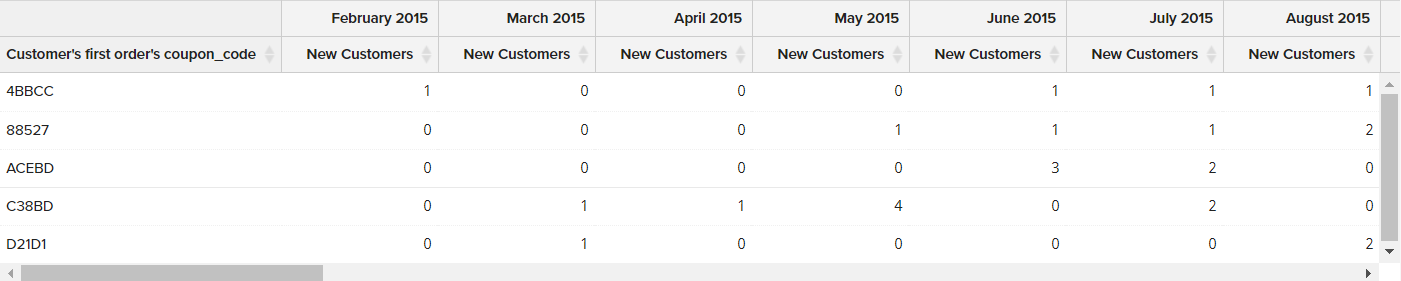 February 2015 March 2015 April 2015 May 2015 June 2015 July 2015 August 2015
Customer's first order's coupon_code New Customers New Customers New Customers New Customers New Customers New Customers New Customers
4BBCC 1 0 0 0 1 1 1
88527 0 0 0 1 1 1 2
ACEBD 0 0 0 0 3 2 0
C38BD 0 1 1 4 0 2 0
D21D1 0 1 0 0 0 0 2